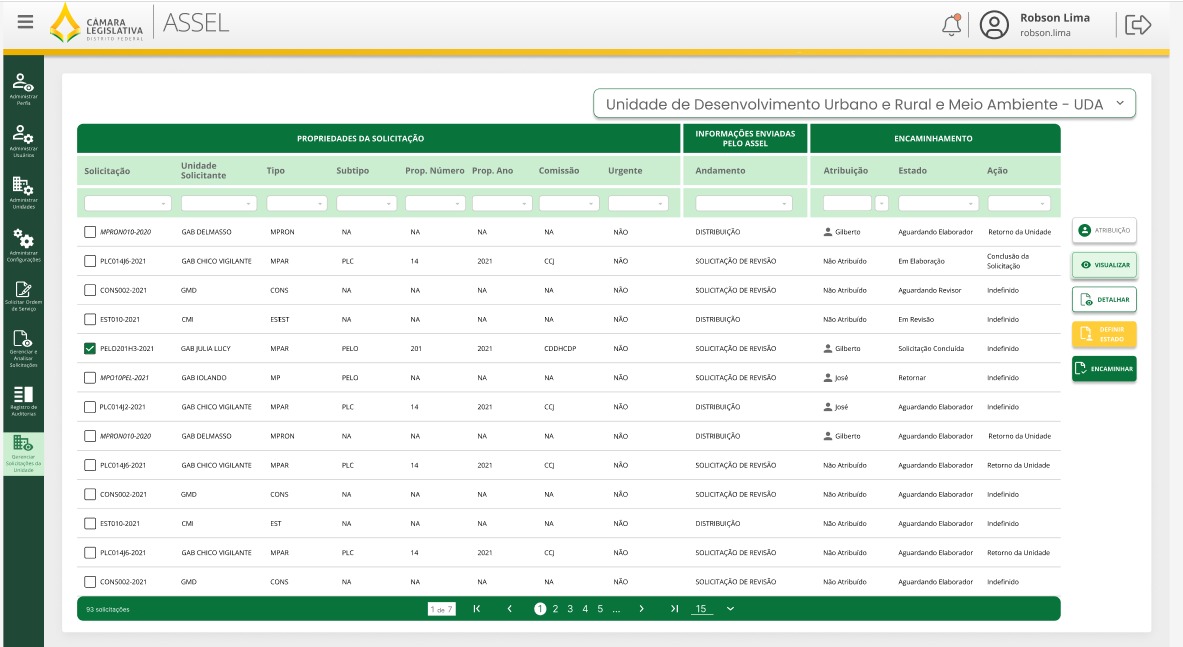 CÂMARA
LEGISLATIVA
DISTRITO FEDERAL
ASSEL
Robson Lima
robson.lima
Administrar
Perfis
Administrar
Usuários
Administrar
Unidades
Administrar
Configurações
Solicitar Ordem
de Serviço
Gerenciar e
Analisar
Solicitações
Registro de
Auditorias
Gerenciar
Solicitações da
Unidade
Unidade de Desenvolvimento Urbano e Rural e Meio Ambiente - UDA
PROPRIEDADES DA SOLICITAÇÃO
INFORMAÇÕES ENVIADAS
PELO ASSEL
ENCAMINHAMENTO
Solicitação Unidade Solicitante Tipo Subtipo Prop. Número Prop. Ano Comissão Urgente Andamento Atribuição Estado Ação
MPRON010-2020 GAB DELMASSO MPRON NA NA NA NA NÃO DISTRIBUIÇÃO Gilberto Aguardando Elaborador Retorno da Unidade
PLC014J6-2021 GAB CHICO VIGILANTE MPAR PLC 14 2021 CCJ NÃO SOLICITAÇÃO DE REVISÃO Não Atribuído Em Elaboração Conclusão da Solicitação
CONS002-2021 GMD CONS NA NA NA NA NÃO SOLICITAÇÃO DE REVISÃO Não Atribuído Aguardando Revisor Indefinido
EST010-2021 CMI ESEST NA NA NA NA NÃO DISTRIBUIÇÃO Não Atribuído Em Revisão Indefinido
PELO201H3-2021 GAB JULIA LUCY MPAR PELO 201 2021 CDDHCDP NÃO SOLICITAÇÃO DE REVISÃO Gilberto Solicitação Concluída Indefinido
MPO10PEL-2021 GAB IOLANDO MP PELO NA NA NA NÃO SOLICITAÇÃO DE REVISÃO José Retornar Indefinido
PLC014J2-2021 GAB CHICO VIGILANTE MPAR PLC 14 2021 CCJ NÃO DISTRIBUIÇÃO José Aguardando Elaborador Indefinido
MPRON010-2020 GAB DELMASSO MPRON NA NA NA NA NÃO DISTRIBUIÇÃO Gilberto Aguardando Elaborador Retorno da Unidade
PLC014J6-2021 GAB CHICO VIGILANTE MPAR PLC 14 2021 CCJ NÃO SOLICITAÇÃO DE REVISÃO Não Atribuído Aguardando Elaborador Retorno da Unidade
CONS002-2021 GMD CONS NA NA NA NA NÃO SOLICITAÇÃO DE REVISÃO Não Atribuído Aguardando Elaborador Indefinido
EST010-2021 CMI EST NA NA NA NA NÃO DISTRIBUIÇÃO Não Atribuído Aguardando Elaborador Indefinido
PLC014J6-2021 GAB CHICO VIGILANTE MPAR PLC 14 2021 CCJ NÃO SOLICITAÇÃO DE REVISÃO Não Atribuído Aguardando Elaborador Retorno da Unidade
CONS002-2021 GMD CONS NA NA NA NA NÃO SOLICITAÇÃO DE REVISÃO Não Atribuído Aguardando Elaborador Indefinido
93 solicitações 1 de 7 1 2 3 4 5 ... 15
ATRIBUIÇÃO
VISUALIZAR
DETALHAR
DEFINIR
ESTADO
ENCAMINHAR